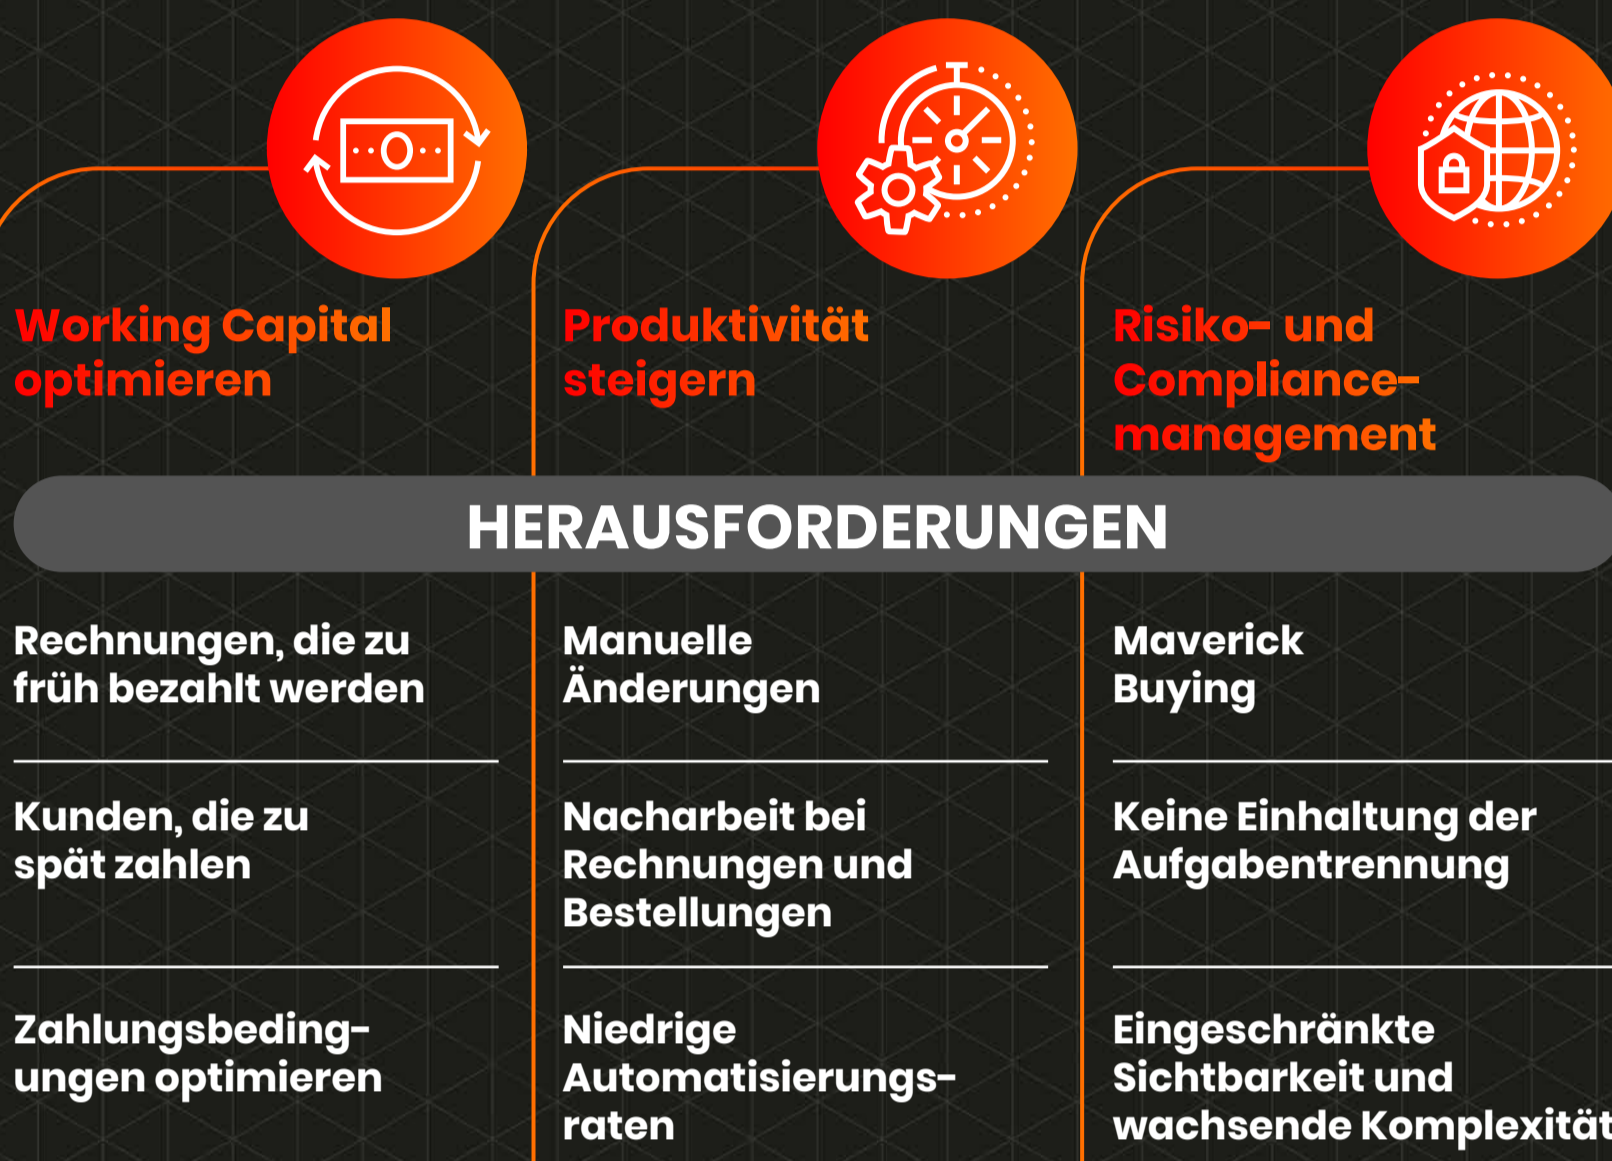 Working Capital
optimieren
Produktivität
steigern
Risiko- und
Compliance-
management
HERAUSFORDERUNGEN
Rechnungen, die zu
früh bezahlt werden
Manuelle
Änderungen
Maverick
Buying
Kunden, die zu
spät zahlen
Nacharbeit bei
Rechnungen und
Bestellungen
Keine Einhaltung der
Aufgabentrennung
Zahlungsbeding-
ungen optimieren
Niedrige
Automatisierungs-
raten
Eingeschränkte
Sichtbarkeit und
wachsende Komplexität